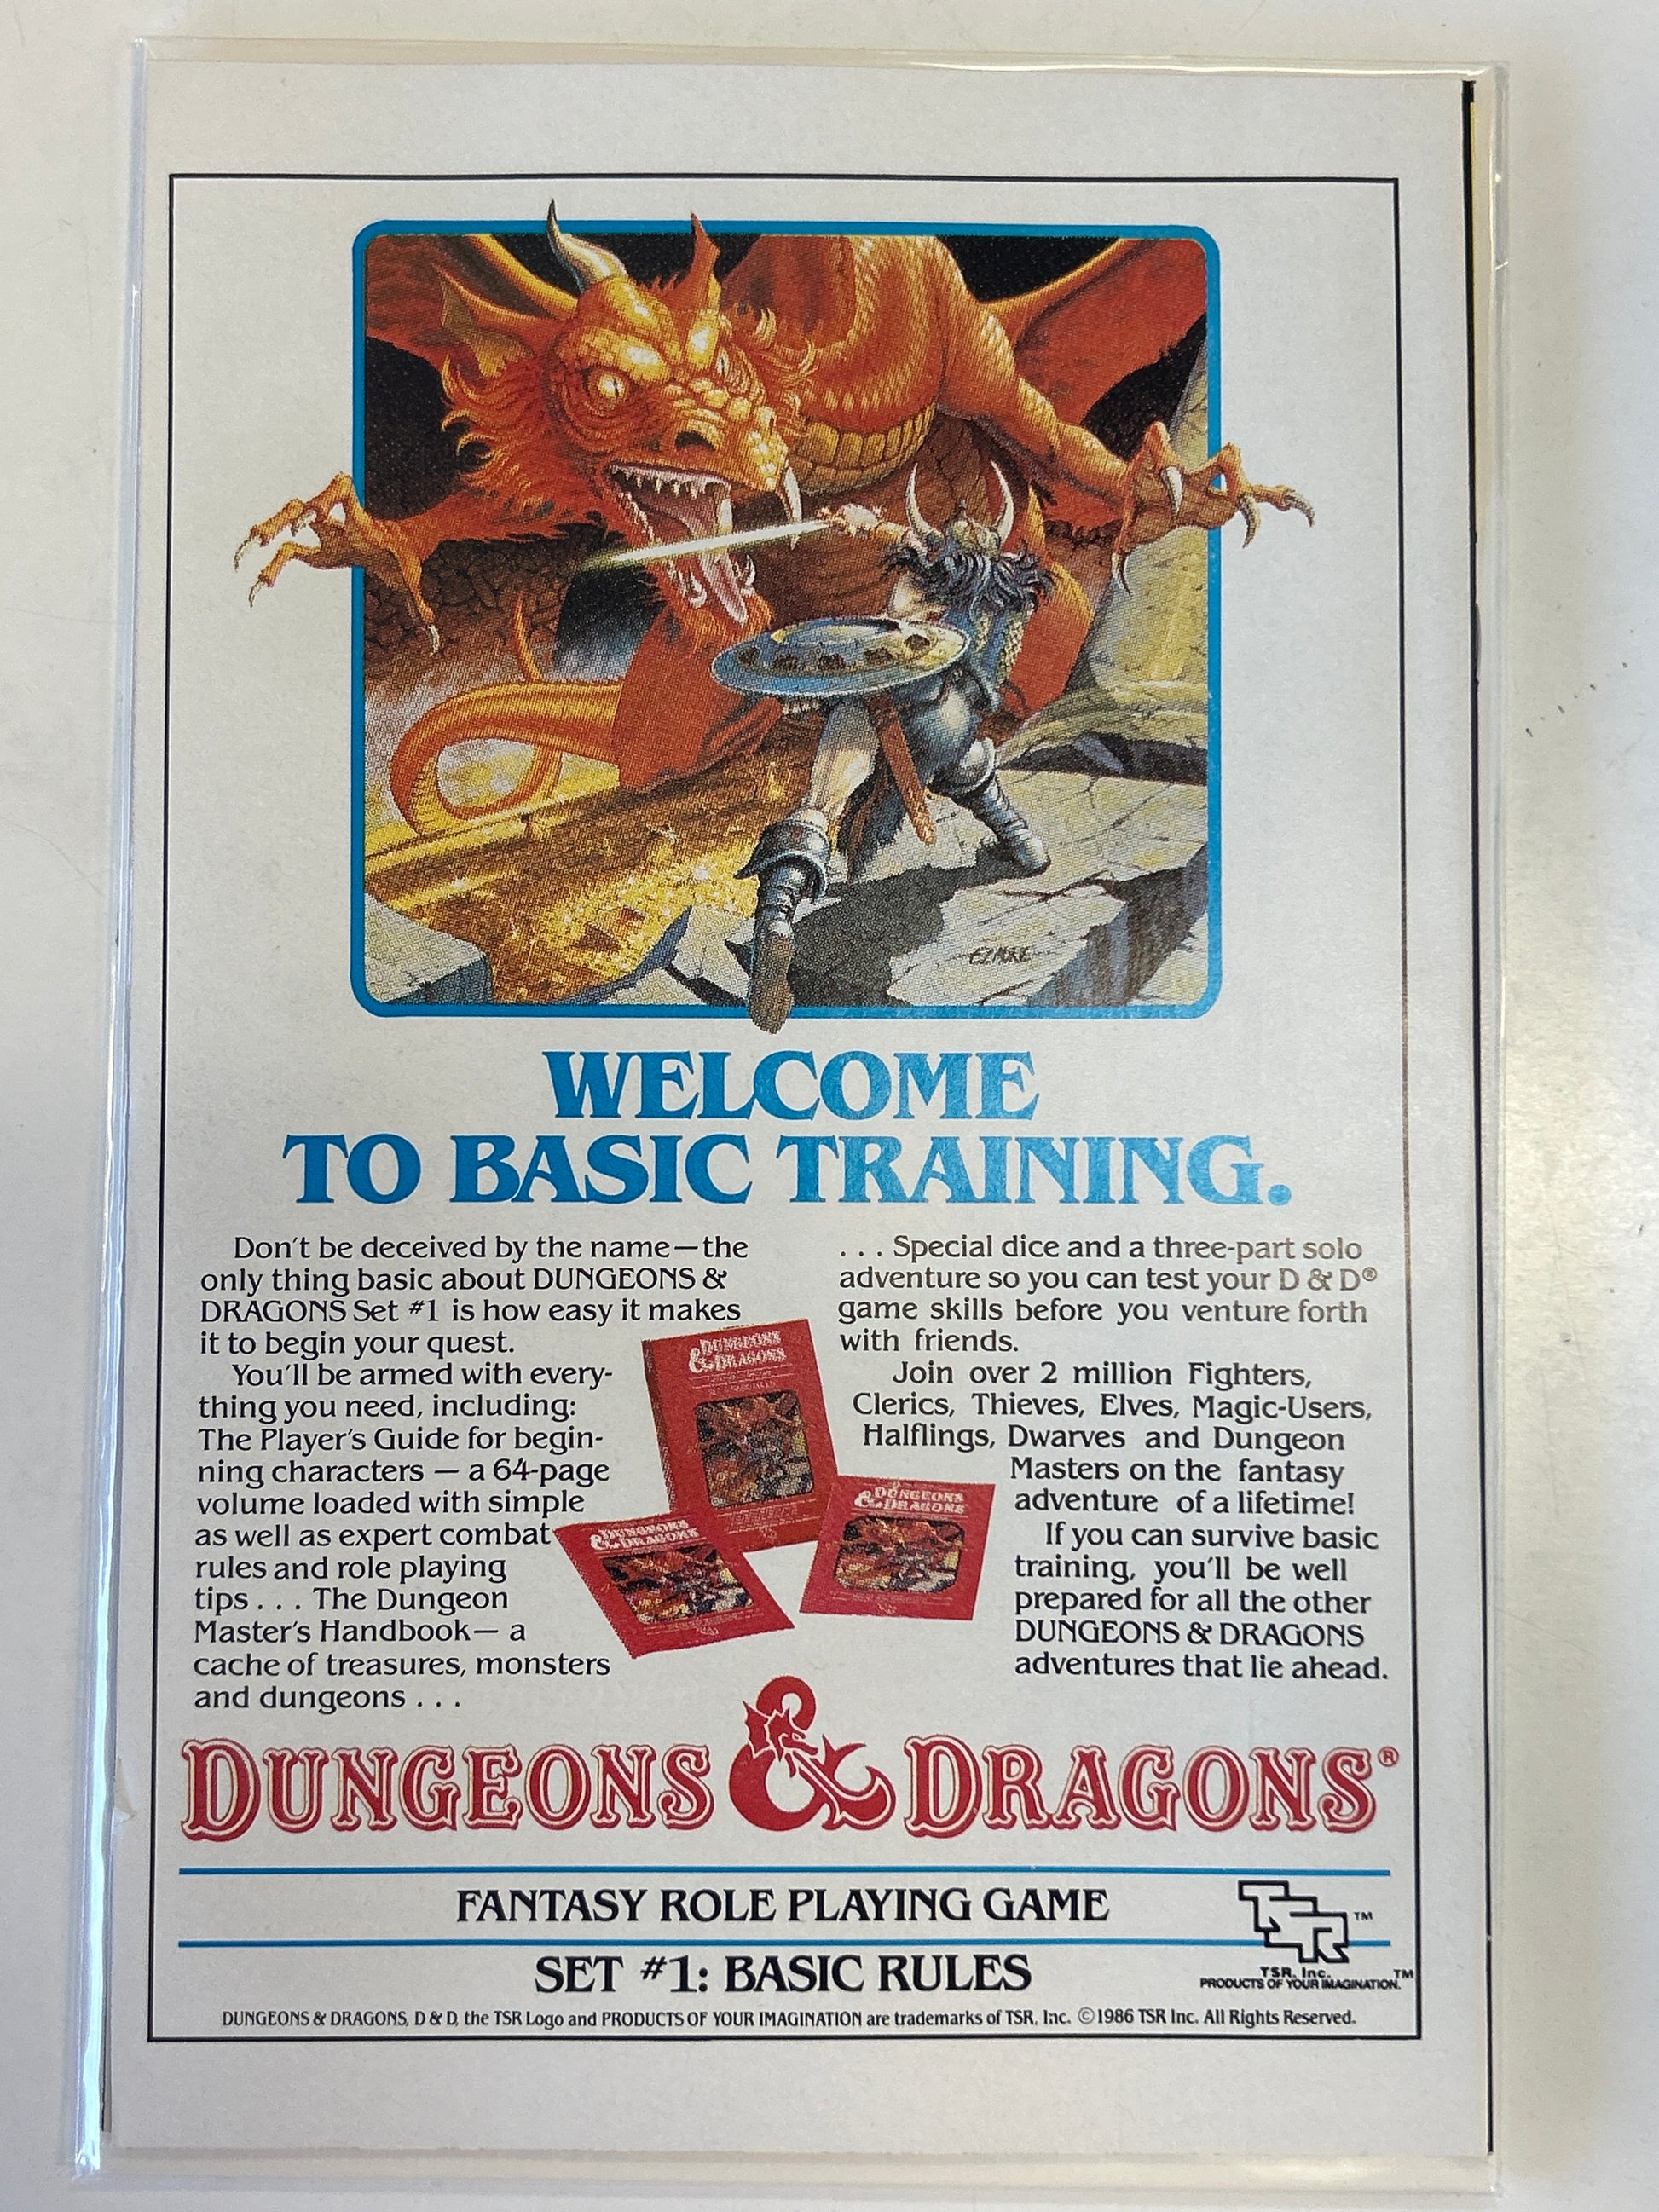 ELMORE
WELCOME
TO BASIC TRAINING.
Don't be deceived by the name—the
only thing basic about DUNGEONS &
DRAGONS Set #1 is how easy it makes
it to begin your quest.
You'll be armed with every-
thing you need, including:
The Player's Guide for begin-
ning characters — a 64-page
volume loaded with simple
as well as expert combat
rules and role playing
tips . . . The Dungeon
Master's Handbook— a
cache of treasures, monsters
and dungeons . . .
DUNGEONS
& DRAGONS
DUNGEONS
& DRAGONS
DUNGEONS
& DRAGONS
. . . Special dice and a three-part solo
adventure so you can test your D & D®
game skills before you venture forth
with friends.
Join over 2 million Fighters,
Clerics, Thieves, Elves, Magic-Users,
Halflings, Dwarves and Dungeon
Masters on the fantasy
adventure of a lifetime!
If you can survive basic
training, you'll be well
prepared for all the other
DUNGEONS & DRAGONS
adventures that lie ahead.
DUNGEONS & DRAGONS®
FANTASY ROLE PLAYING GAME
SET #1: BASIC RULES
TSR™
TSR, Inc.
PRODUCTS OF YOUR IMAGINATION.™
DUNGEONS & DRAGONS, D & D, the TSR Logo and PRODUCTS OF YOUR IMAGINATION are trademarks of TSR, Inc. ©1986 TSR Inc. All Rights Reserved.